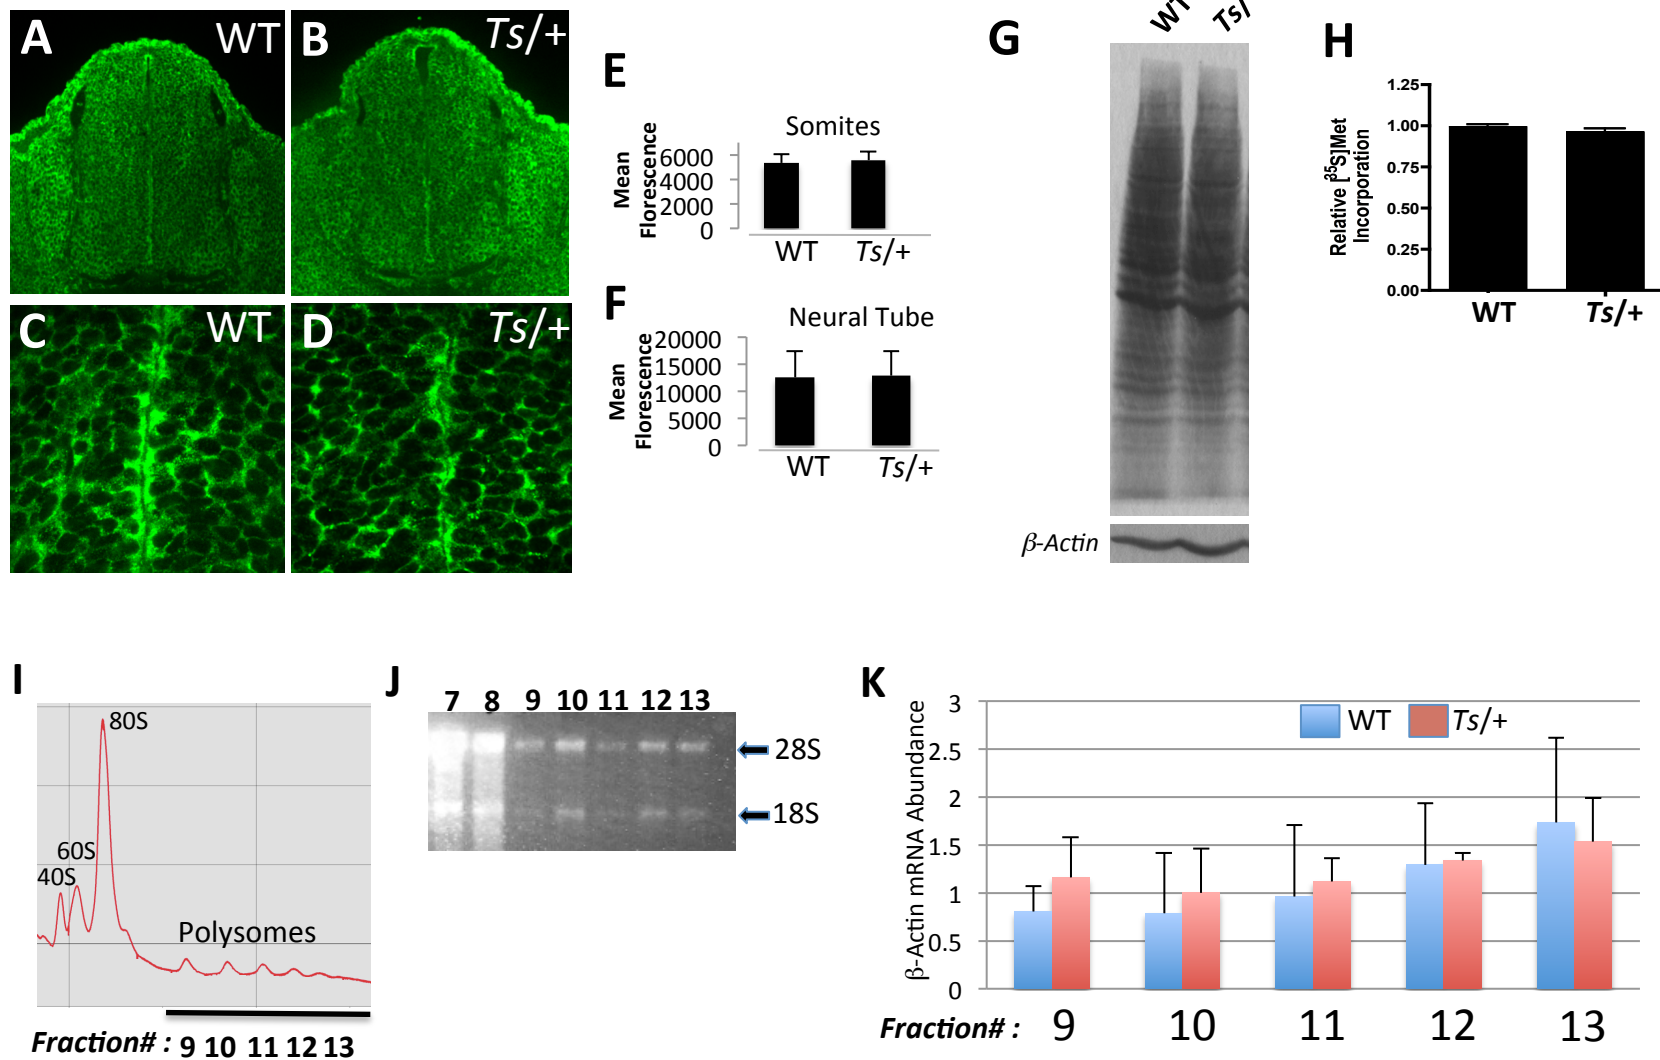 A WT
B Ts/+
C WT
D Ts/+
E
Somites
Mean
Florescence
6000
4000
2000
0
WT Ts/+
F
Neural Tube
Mean
Florescence
20000
15000
10000
5000
0
WT Ts/+
G
WT Ts/
β-Actin
H
Relative [35S]Met
Incorporation
1.25
1.00
0.75
0.50
0.25
0.00
WT Ts/+
I
80S
60S
40S
Polysomes
Fraction# : 9 10 11 12 13
J
7 8 9 10 11 12 13
28S
18S
K
β-Actin mRNA Abundance
3
2.5
2
1.5
1
0.5
0
WT Ts/+
Fraction# : 9 10 11 12 13